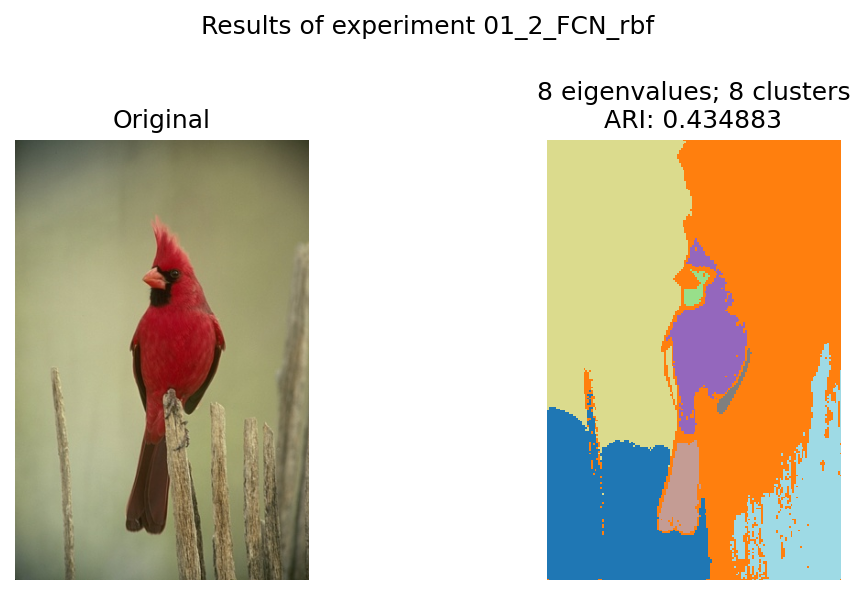 Results of experiment 01_2_FCN_rbf
Original
8 eigenvalues; 8 clusters
ARI: 0.434883